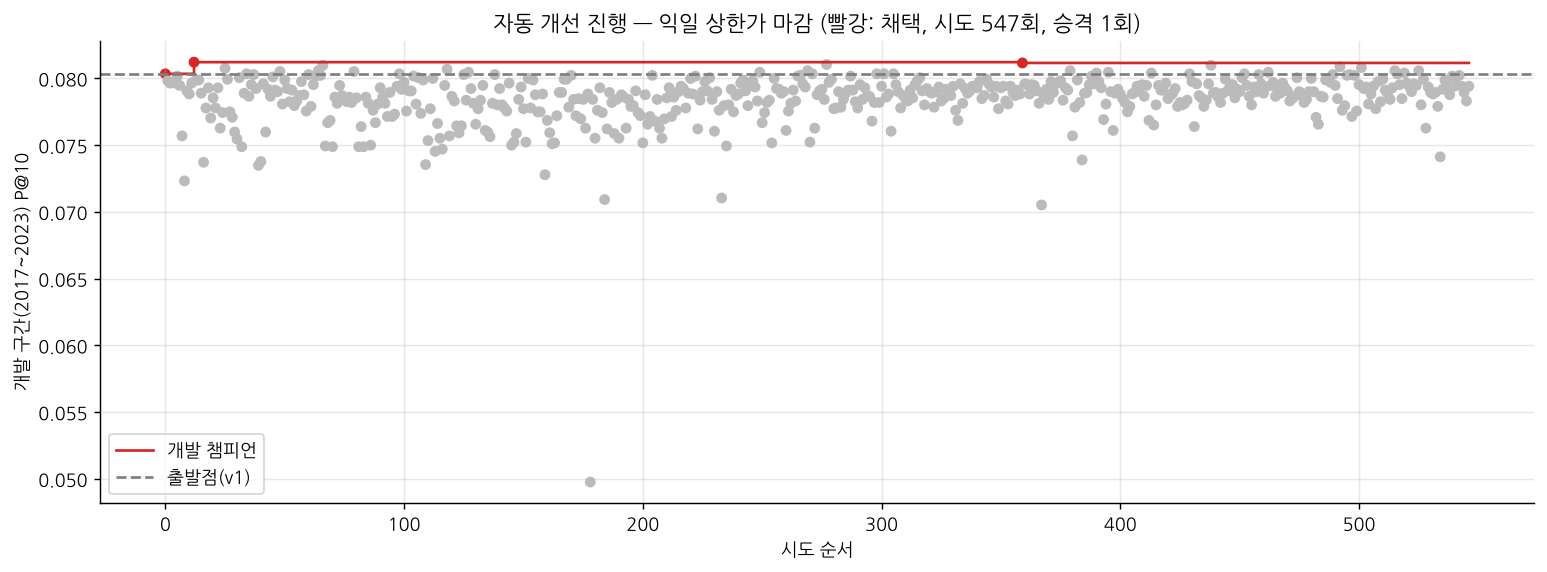 자동 개선 진행 — 익일 상한가 마감 (빨강: 채택, 시도 547회, 승격 1회)
개발 구간(2017~2023) P@10
0.080
0.075
0.070
0.065
0.060
0.055
0.050
개발 챔피언
출발점(v1)
0 100 200 300 400 500
시도 순서